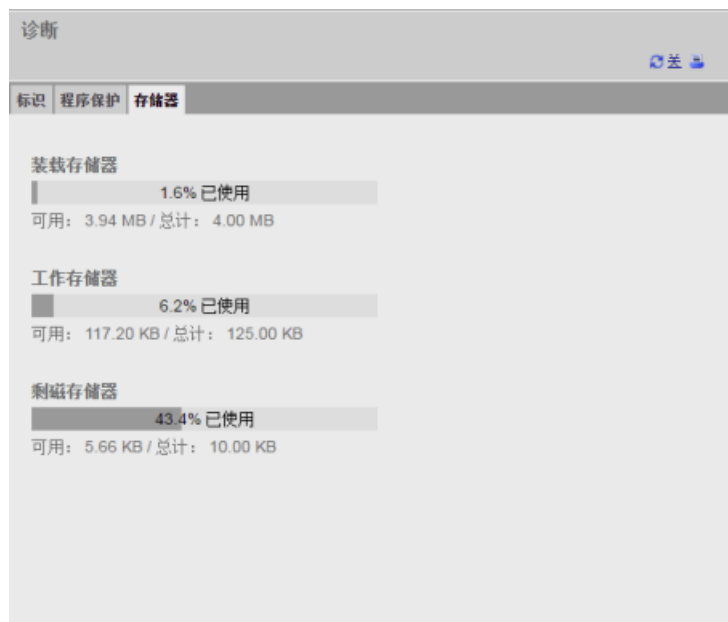 诊断
关
标识 程序保护 存储器
装载存储器
1.6% 已使用
可用： 3.94 MB / 总计： 4.00 MB
工作存储器
6.2% 已使用
可用： 117.20 KB / 总计： 125.00 KB
剩磁存储器
43.4% 已使用
可用： 5.66 KB / 总计： 10.00 KB